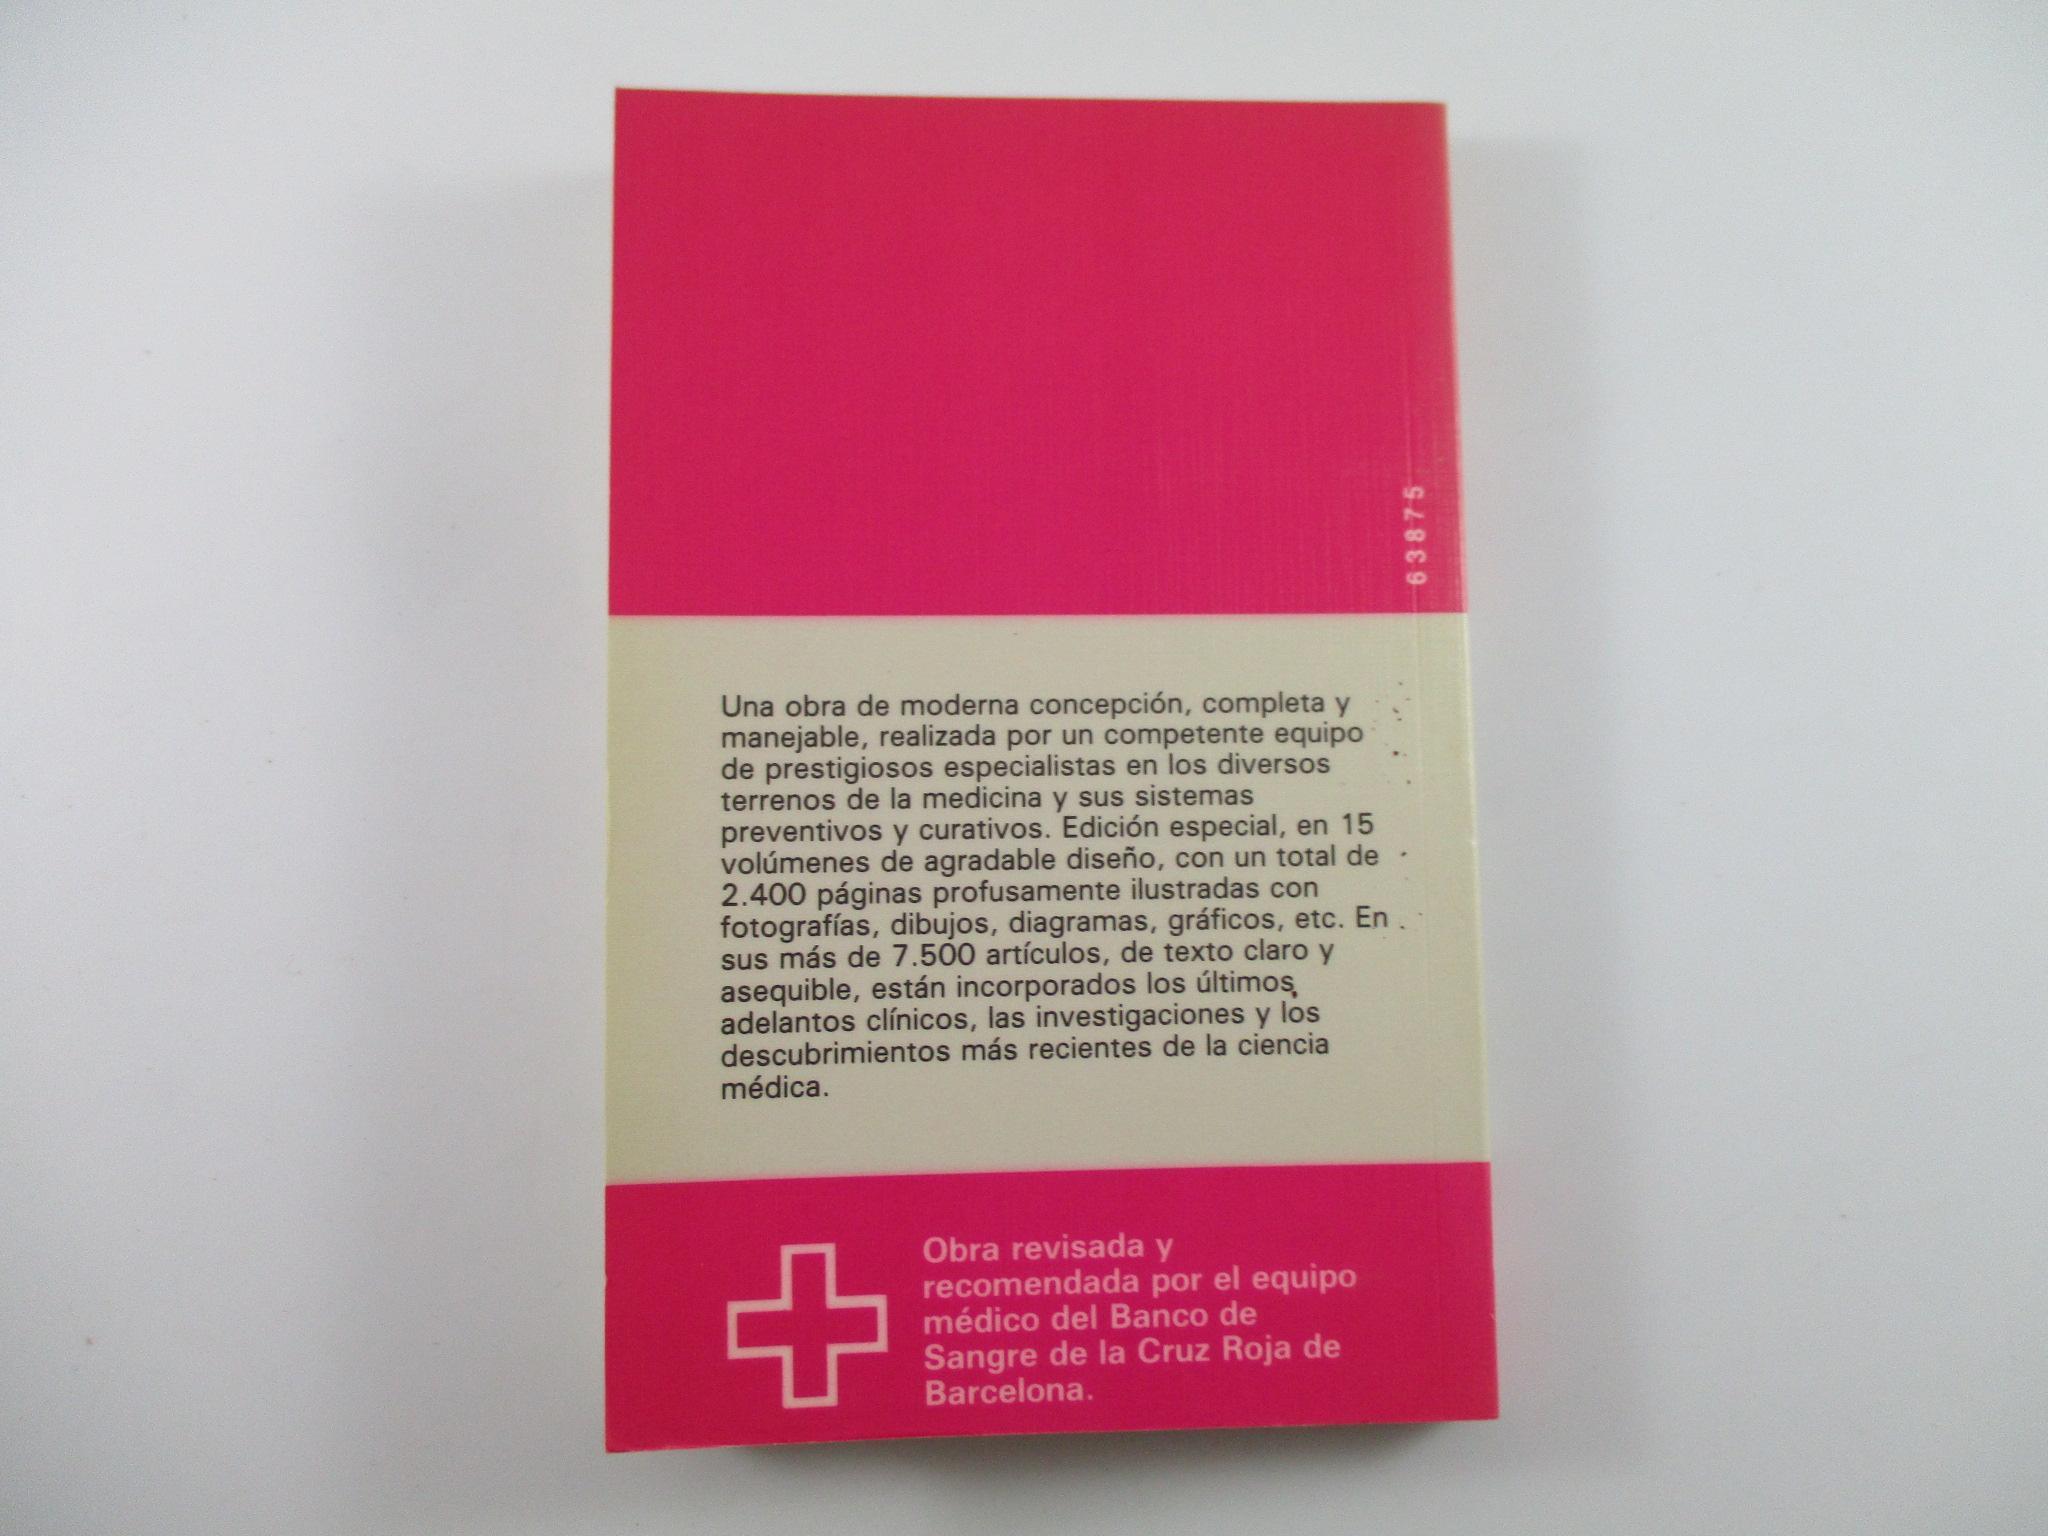 63875
Una obra de moderna concepción, completa y
manejable, realizada por un competente equipo
de prestigiosos especialistas en los diversos
terrenos de la medicina y sus sistemas
preventivos y curativos. Edición especial, en 15
volúmenes de agradable diseño, con un total de
2.400 páginas profusamente ilustradas con
fotografías, dibujos, diagramas, gráficos, etc. En
sus más de 7.500 artículos, de texto claro y
asequible, están incorporados los últimos
adelantos clínicos, las investigaciones y los
descubrimientos más recientes de la ciencia
médica.
Obra revisada y
recomendada por el equipo
médico del Banco de
Sangre de la Cruz Roja de
Barcelona.